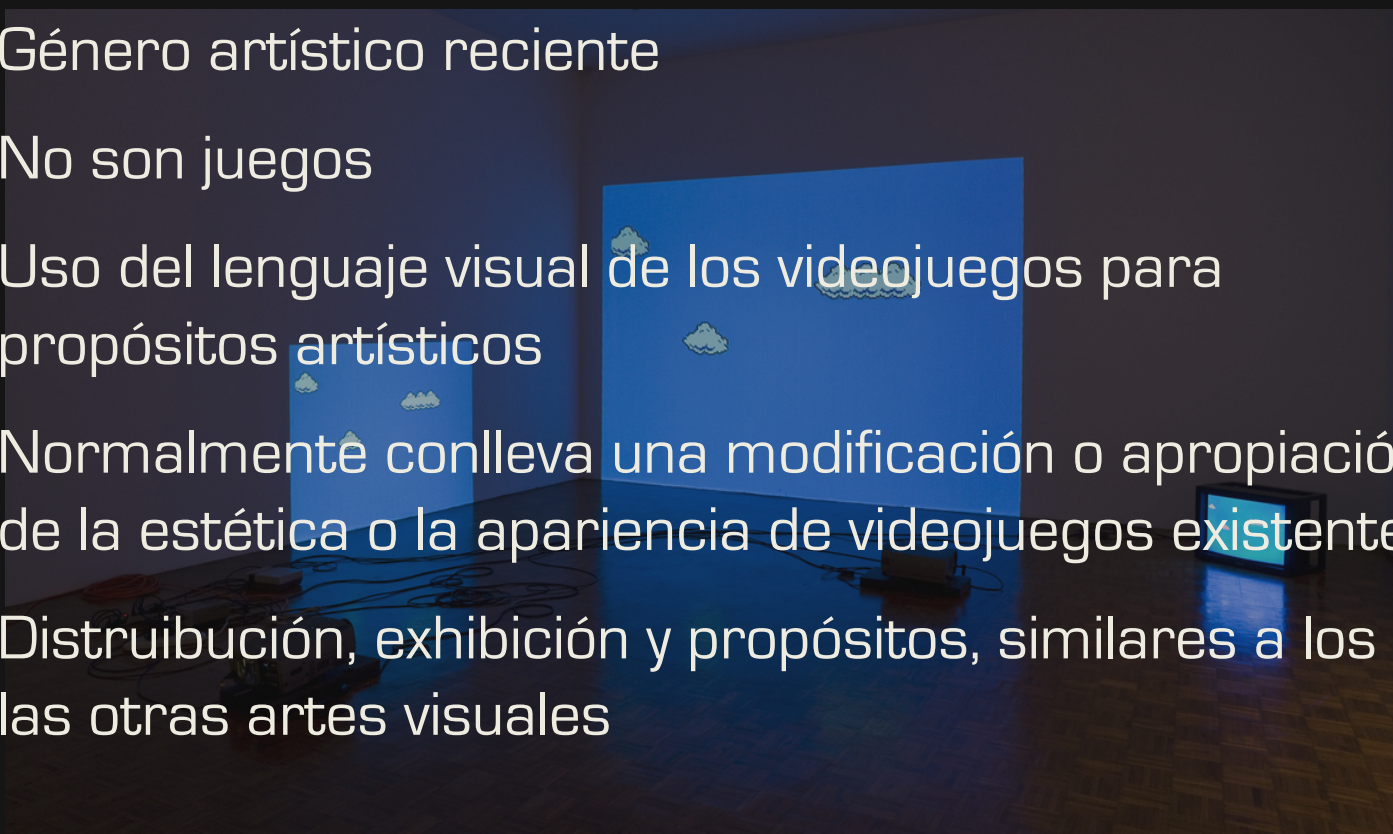 Género artístico reciente
No son juegos
Uso del lenguaje visual de los videojuegos para
propósitos artísticos
Normalmente conlleva una modificación o apropiació
de la estética o la apariencia de videojuegos existente
Distruibución, exhibición y propósitos, similares a los
las otras artes visuales